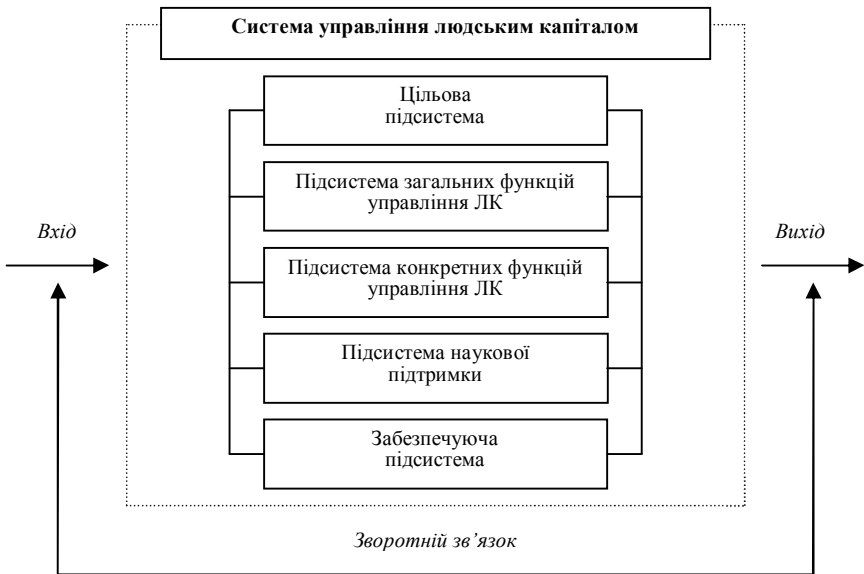 Система управління людським капіталом
Цільова
підсистема
Підсистема загальних функцій
управління ЛК
Вхід
Вихід
Підсистема конкретних функцій
управління ЛК
Підсистема наукової
підтримки
Забезпечуюча
підсистема
Зворотній зв’язок